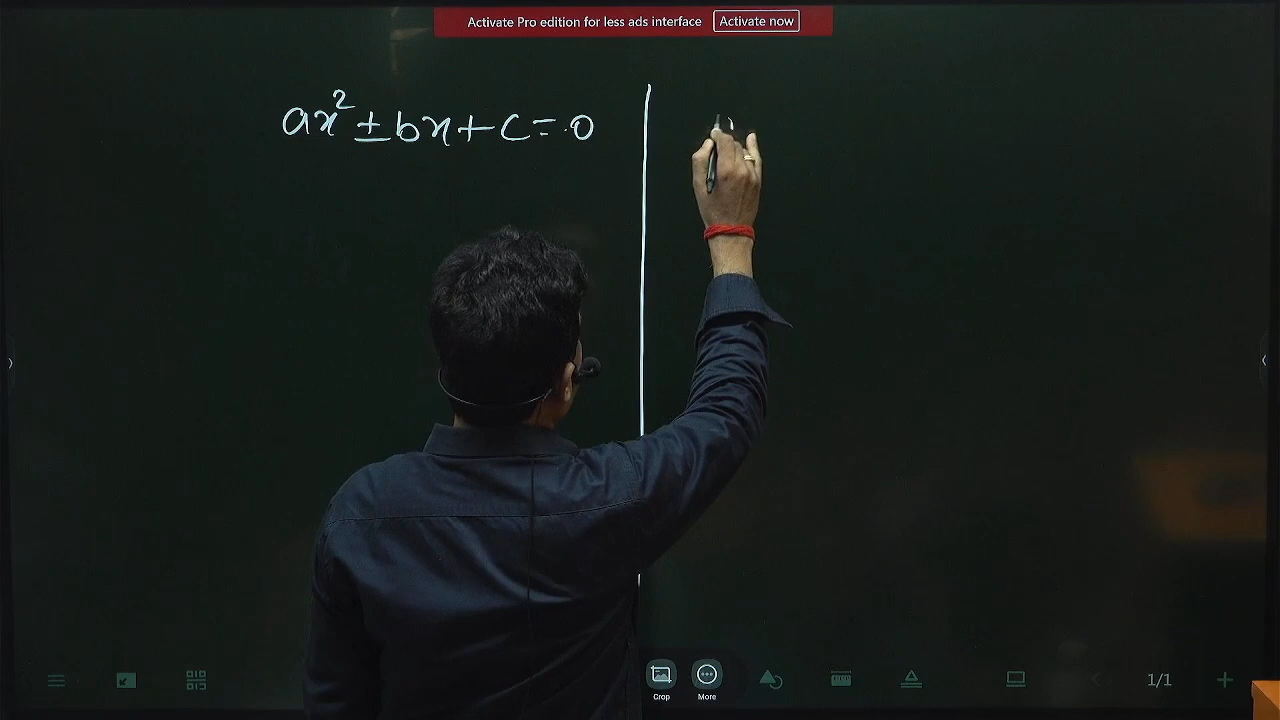 Activate Pro edition for less ads interface Activate now
ax² ± bx + c = 0
Crop
More
1/1